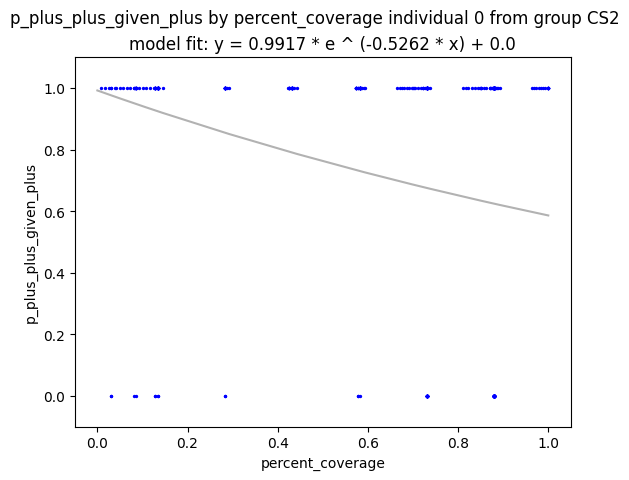 p_plus_plus_given_plus by percent_coverage individual 0 from group CS2
model fit: y = 0.9917 * e ^ (-0.5262 * x) + 0.0
p_plus_plus_given_plus
1.0
0.8
0.6
0.4
0.2
0.0
0.0 0.2 0.4 0.6 0.8 1.0
percent_coverage